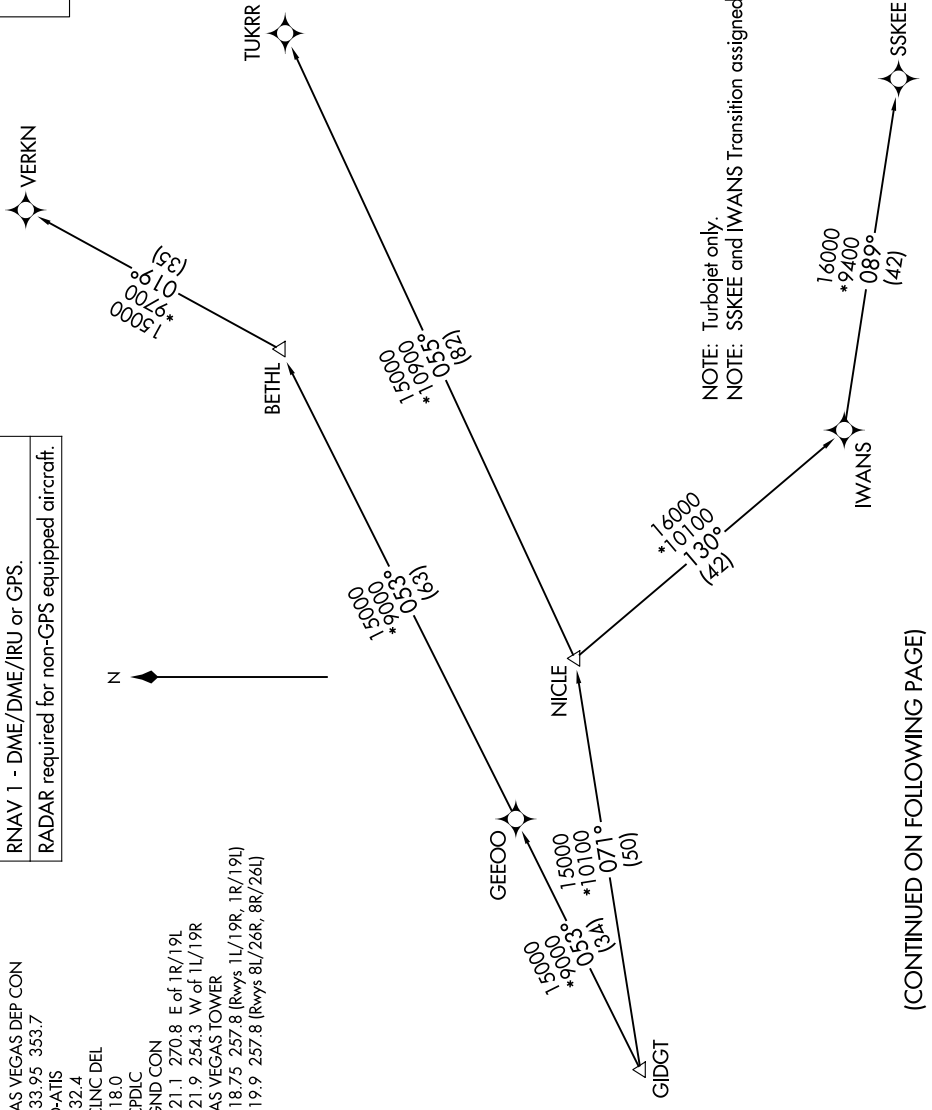 RNAV 1 - DME/DME/IRU or GPS.
RADAR required for non-GPS equipped aircraft.
AS VEGAS DEP CON
33.95 353.7
D-ATIS
32.4
CLNC DEL
18.0
CPDLC
GND CON
21.1 270.8 E of 1R/19L
21.9 254.3 W of 1L/19R
AS VEGAS TOWER
18.75 257.8 (Rwys 1L/19R, 1R/19L)
19.9 257.8 (Rwys 8L/26R, 8R/26L)
N
VERKN
15000
*9700
019°
(35)
BETHL
TUKRR
15000
*10900
055°
(82)
15000
*9000
053°
(63)
GEEOO
15000
*9000
053°
(34)
GIDGT
15000
*10100
071°
(50)
NICLE
16000
*10100
130°
(42)
IWANS
16000
*9400
089°
(42)
SSKEE
NOTE: Turbojet only.
NOTE: SSKEE and IWANS Transition assigned
(CONTINUED ON FOLLOWING PAGE)